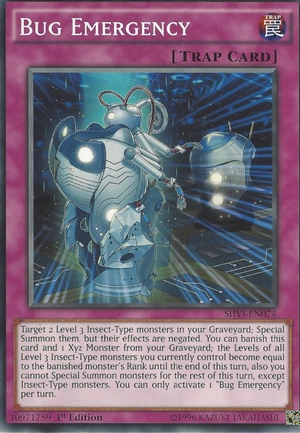 BUG EMERGENCY
TRAP
罠
[TRAP CARD]
SHVI-EN074
Target 2 Level 3 Insect-Type monsters in your Graveyard; Special
Summon them, but their effects are negated. You can banish this
card and 1 Xyz Monster from your Graveyard; the Levels of all
Level 3 Insect-Type monsters you currently control become equal
to the banished monster's Rank until the end of this turn, also you
cannot Special Summon monsters for the rest of this turn,
except Insect-Type monsters. You can only activate 1 "Bug Emergency"
per turn.
10971759
1st Edition
©1996 KAZUKI TAKAHASHI